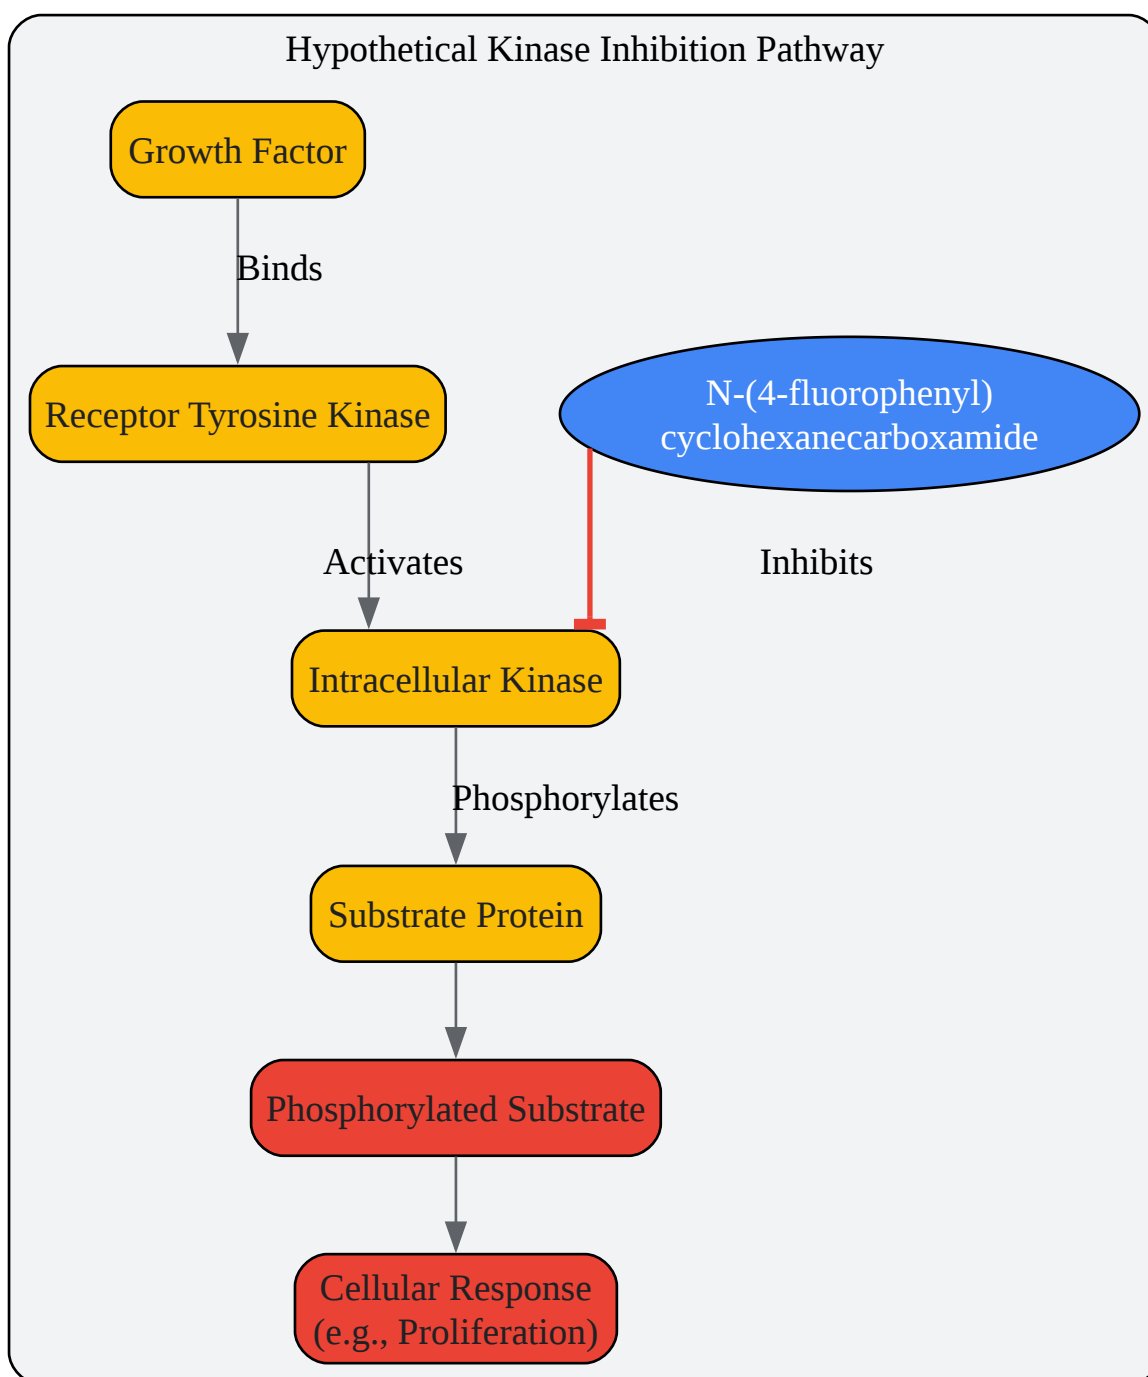 Hypothetical Kinase Inhibition Pathway
Growth Factor
Binds
Receptor Tyrosine Kinase
N-(4-fluorophenyl)
cyclohexanecarboxamide
Activates
Inhibits
Intracellular Kinase
Phosphorylates
Substrate Protein
Phosphorylated Substrate
Cellular Response
(e.g., Proliferation)